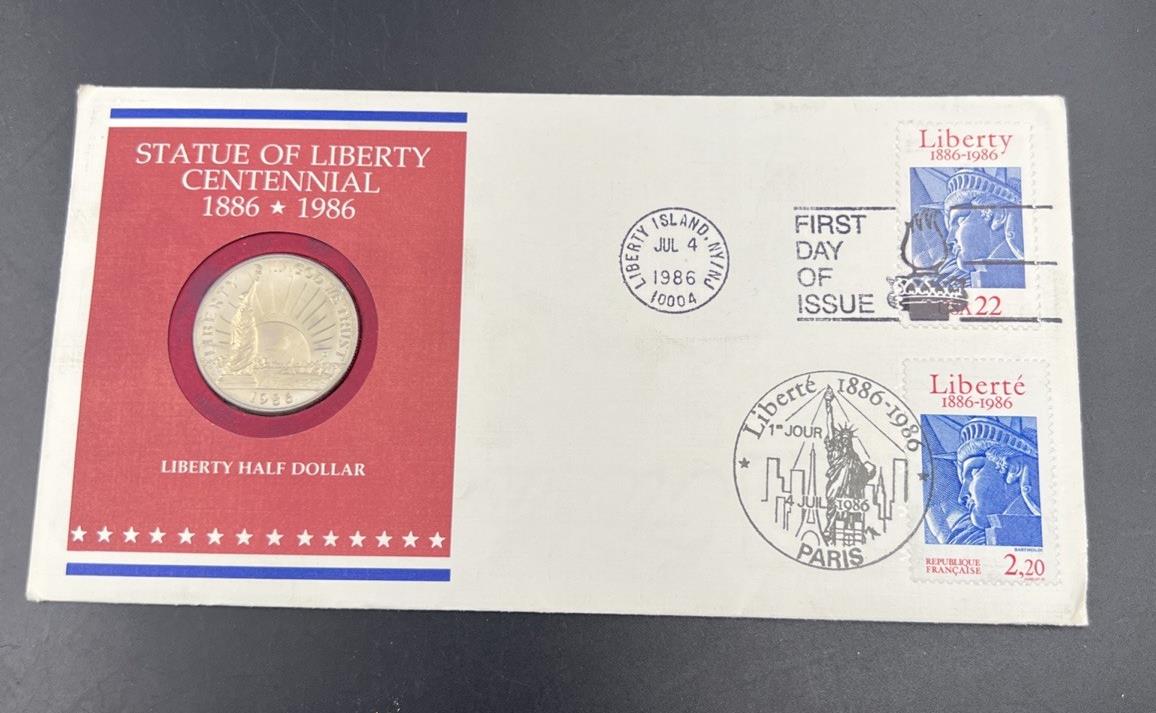 STATUE OF LIBERTY
CENTENNIAL
1886 ★ 1986
LIBERTY IN GOD WE TRUST
1986
LIBERTY HALF DOLLAR
LIBERTY ISLAND, NY/NJ
JUL 4
1986
10004
FIRST
DAY
OF
ISSUE
Liberty
1886-1986
USA 22
Liberté 1886-1986
1ER JOUR
4 JUIL 1986
PARIS
Liberté
1886-1986
BARTHOLDI
REPUBLIQUE
FRANÇAISE
2,20